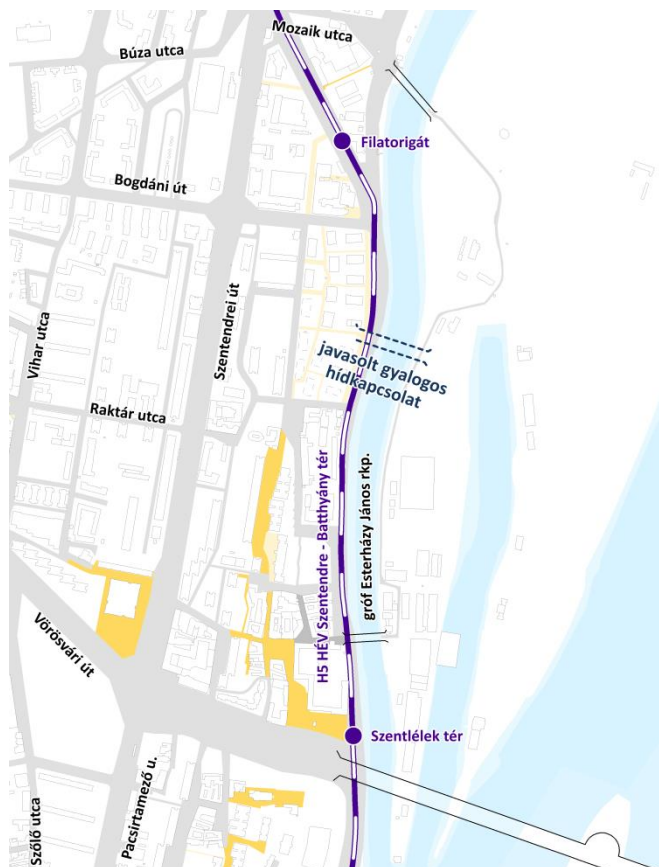 Mozaik utca
Búza utca
Filatorigát
Bogdáni út
Szentendrei út
Vihar utca
javasolt gyalogos
hídkapcsolat
Raktár utca
H5 HÉV Szentendre - Batthyány tér
gróf Esterházy János rkp.
Vörösvári út
Szentlélek tér
Szőlő utca
Pacsirtamező u.